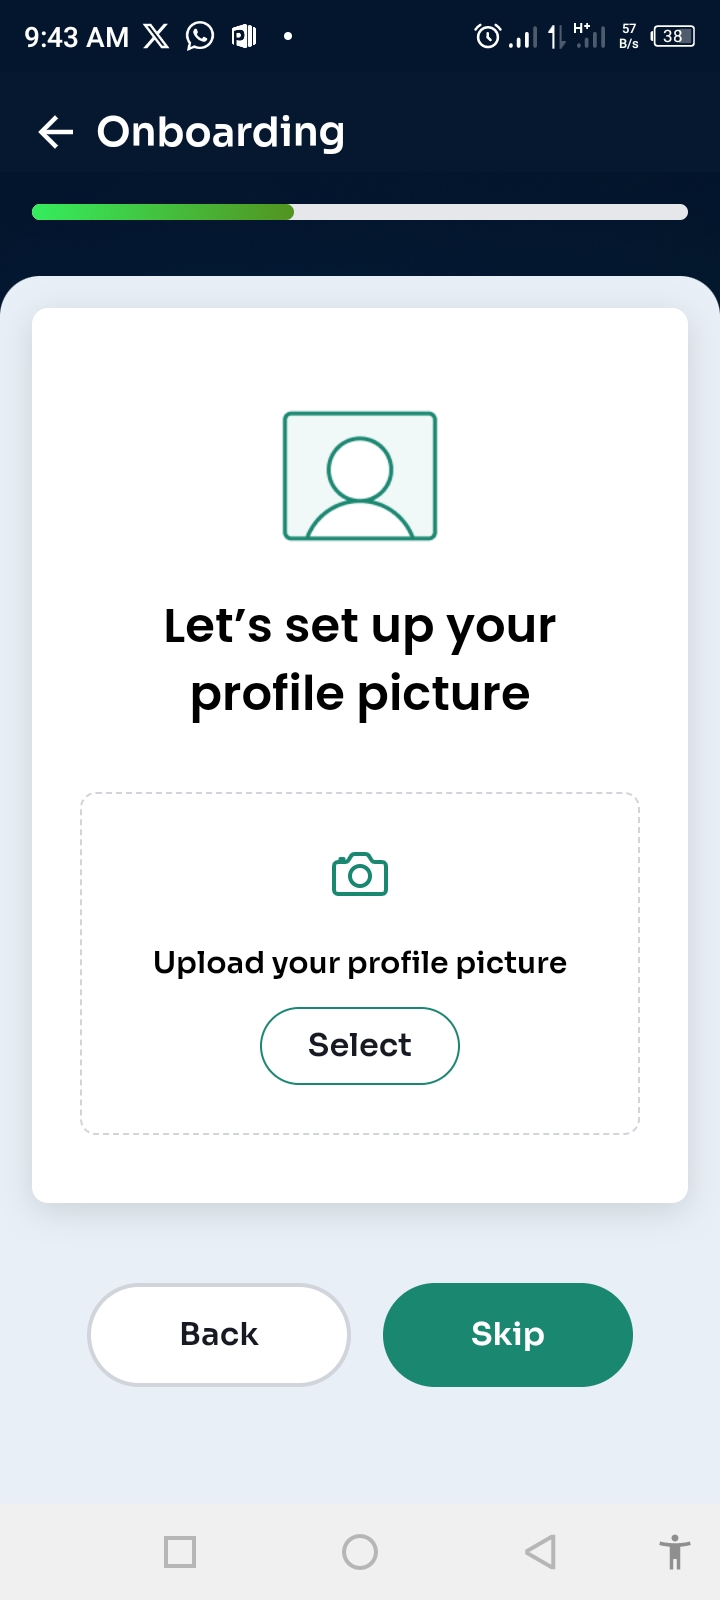 9:43 AM
H+
57
B/s
38
Onboarding
Let’s set up your
profile picture
Upload your profile picture
Select
Back
Skip